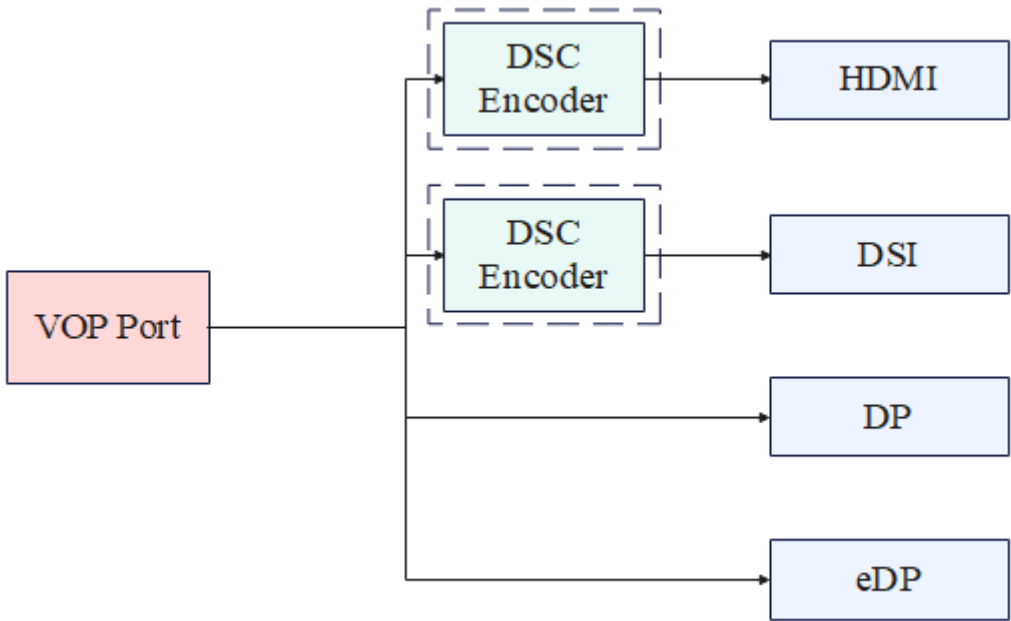 DSC
Encoder
HDMI
DSC
Encoder
DSI
VOP Port
DP
eDP